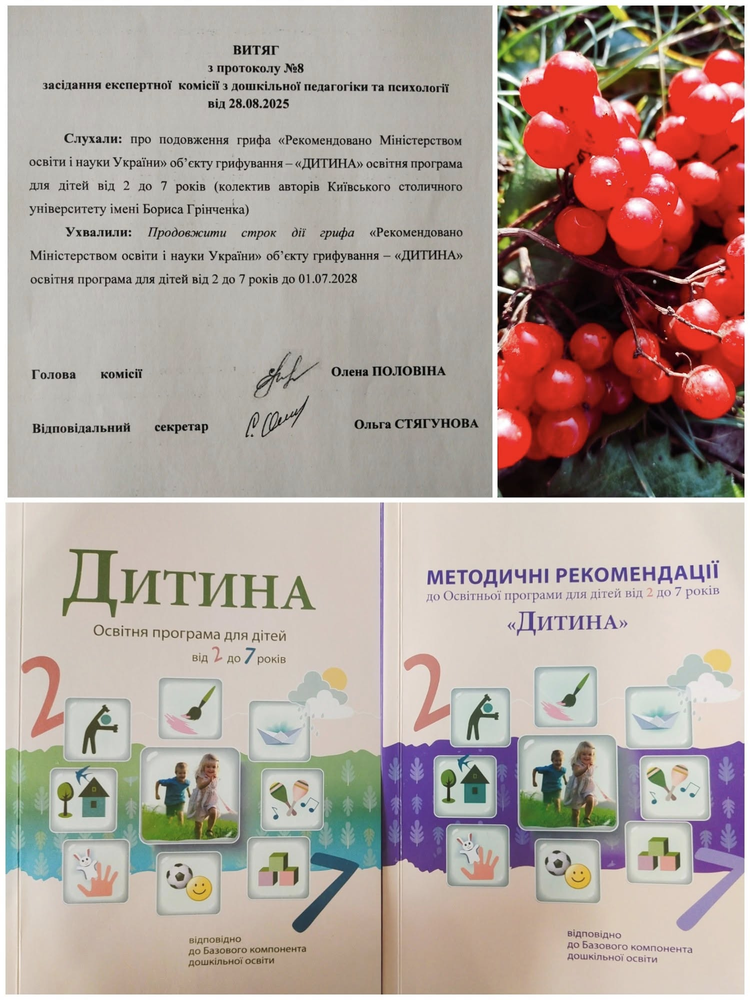 ВИТЯГ
з протоколу №8
засідання експертної комісії з дошкільної педагогіки та психології
від 28.08.2025
Слухали: про подовження грифа «Рекомендовано Міністерством
освіти і науки України» об’єкту грифування – «ДИТИНА» освітня програма
для дітей від 2 до 7 років (колектив авторів Київського столичного
університету імені Бориса Грінченка)
Ухвалили: Продовжити строк дії грифа «Рекомендовано
Міністерством освіти і науки України» об’єкту грифування – «ДИТИНА»
освітня програма для дітей від 2 до 7 років до 01.07.2028
Голова комісії Олена ПОЛОВІНА
Відповідальний секретар Ольга СТЯГУНОВА
ДИТИНА
Освітня програма для дітей
від 2 до 7 років
2
7
відповідно
до Базового компонента
дошкільної освіти
МЕТОДИЧНІ РЕКОМЕНДАЦІЇ
до Освітньої програми для дітей від 2 до 7 років
«ДИТИНА»
2
7
відповідно
до Базового компонента
дошкільної освіти